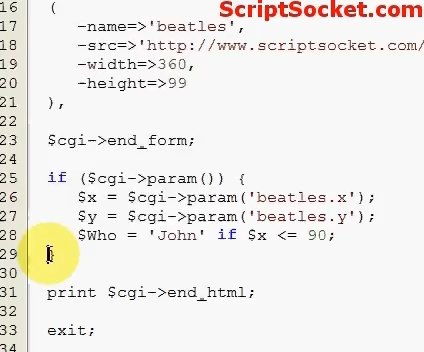 ScriptSocket.com
16 (
17 -name=>'beatles',
18 -src=>'http://www.scriptsocket.com/
19 -width=>360,
20 -height=>99
21 ),
22
23 $cgi->end_form;
24
25 if ($cgi->param()) {
26 $x = $cgi->param('beatles.x');
27 $y = $cgi->param('beatles.y');
28 $Who = 'John' if $x <= 90;
29 }
30
31 print $cgi->end_html;
32
33 exit;
34